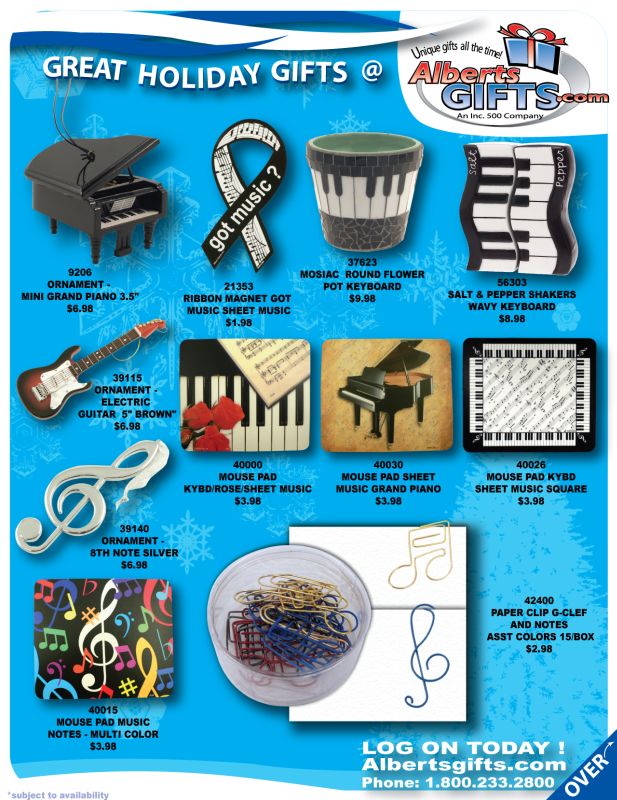 Unique gifts all the time!
GREAT HOLIDAY GIFTS @
Alberts
GIFTS.com
An Inc. 500 Company
got music ?
Salt
Pepper
9206
ORNAMENT -
MINI GRAND PIANO 3.5"
$6.98
21353
RIBBON MAGNET GOT
MUSIC SHEET MUSIC
$1.98
37623
MOSIAC ROUND FLOWER
POT KEYBOARD
$9.98
56303
SALT & PEPPER SHAKERS
WAVY KEYBOARD
$8.98
39115
ORNAMENT -
ELECTRIC
GUITAR 5" BROWN"
$6.98
40000
MOUSE PAD
KYBD/ROSE/SHEET MUSIC
$3.98
40030
MOUSE PAD SHEET
MUSIC GRAND PIANO
$3.98
40026
MOUSE PAD KYBD
SHEET MUSIC SQUARE
$3.98
39140
ORNAMENT -
8TH NOTE SILVER
$6.98
42400
PAPER CLIP G-CLEF
AND NOTES
ASST COLORS 15/BOX
$2.98
40015
MOUSE PAD MUSIC
NOTES - MULTI COLOR
$3.98
LOG ON TODAY !
Albertsgifts.com
Phone: 1.800.233.2800
OVER
*subject to availability